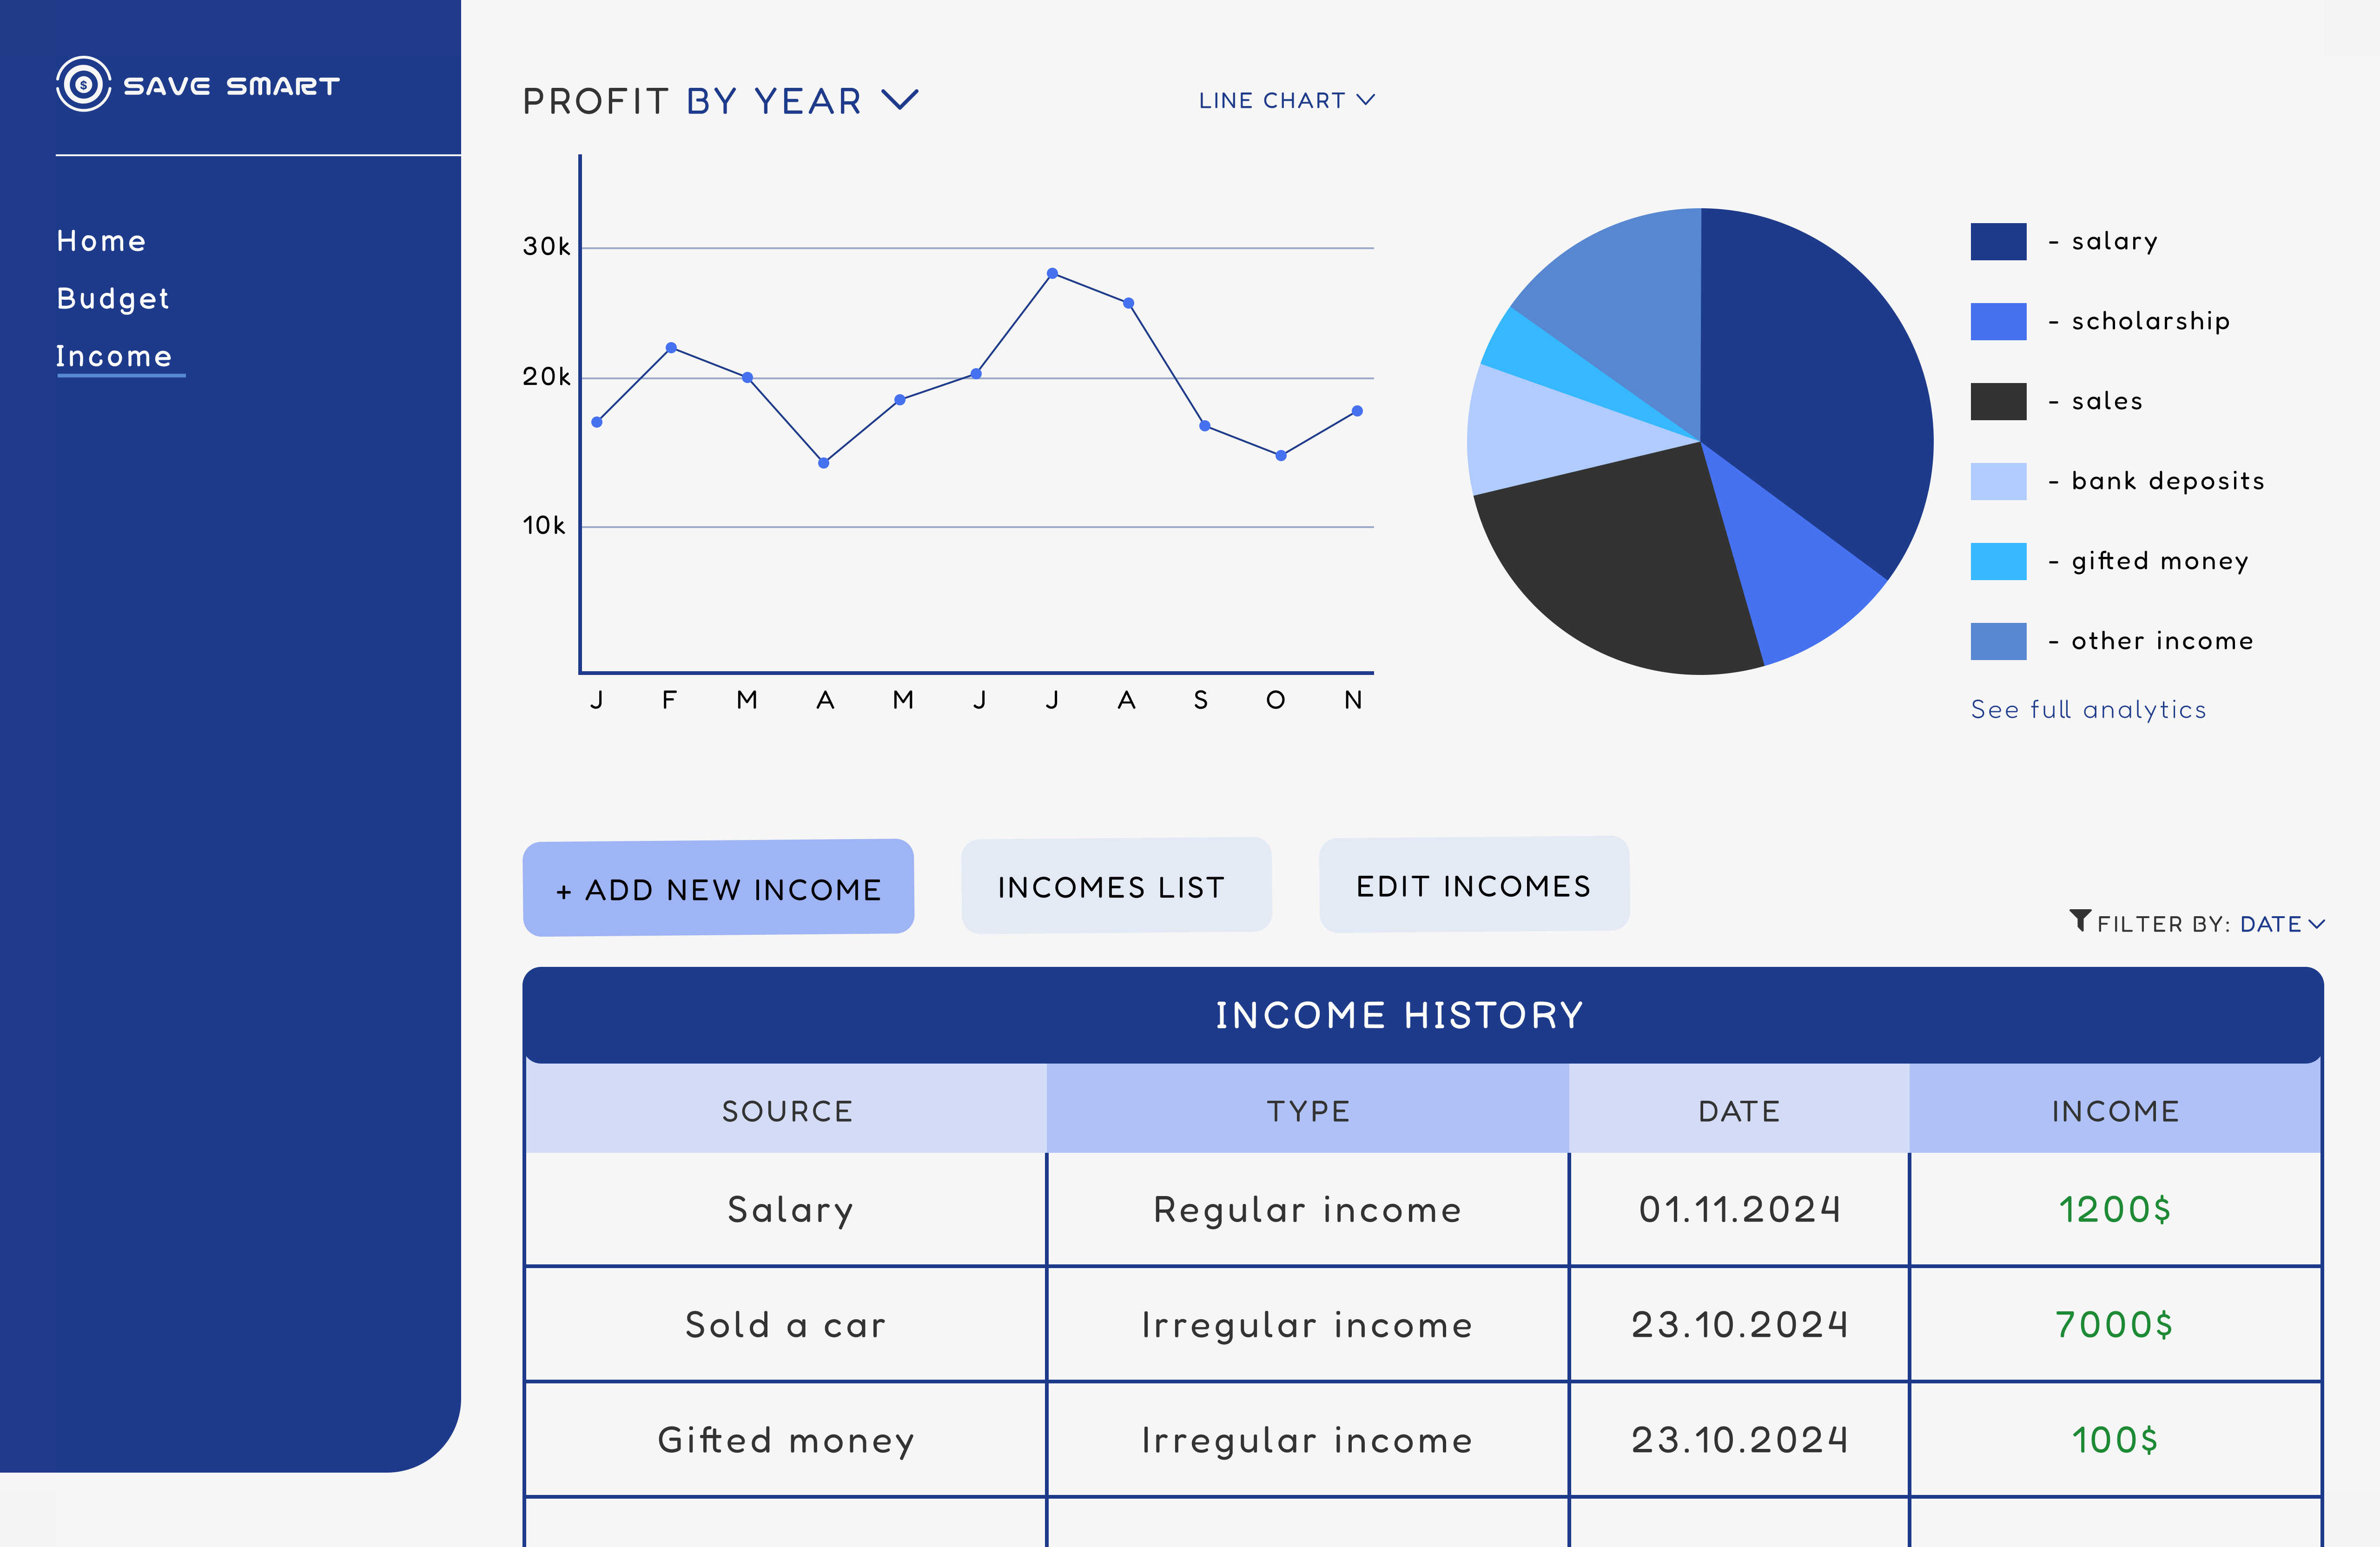 SAVE SMART
Home
Budget
Income
PROFIT BY YEAR
LINE CHART
30k
20k
10k
J F M A M J J A S O N
- salary
- scholarship
- sales
- bank deposits
- gifted money
- other income
See full analytics
+ ADD NEW INCOME
INCOMES LIST
EDIT INCOMES
FILTER BY: DATE
INCOME HISTORY
SOURCE TYPE DATE INCOME
Salary Regular income 01.11.2024 1200$
Sold a car Irregular income 23.10.2024 7000$
Gifted money Irregular income 23.10.2024 100$